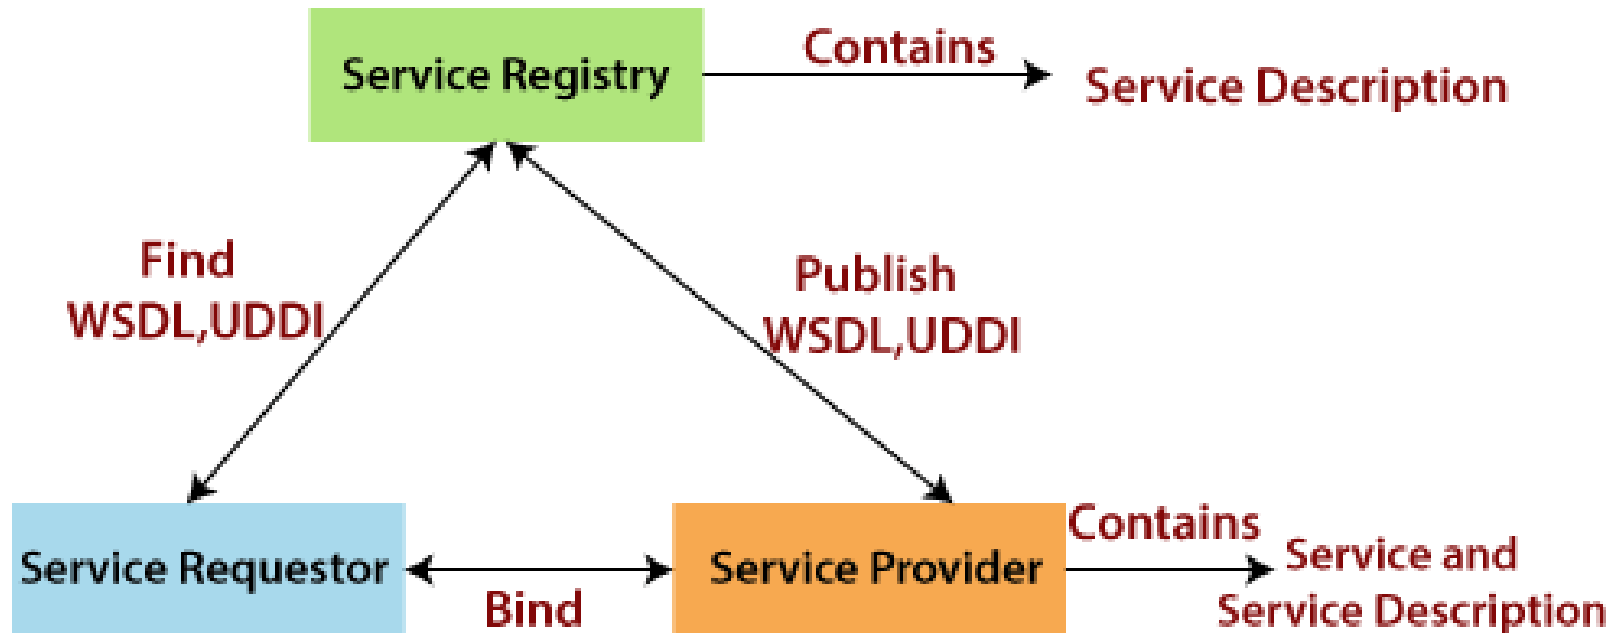 Service Registry
Contains
Service Description
Find
WSDL,UDDI
Publish
WSDL,UDDI
Service Requestor
Bind
Service Provider
Contains
Service and
Service Description